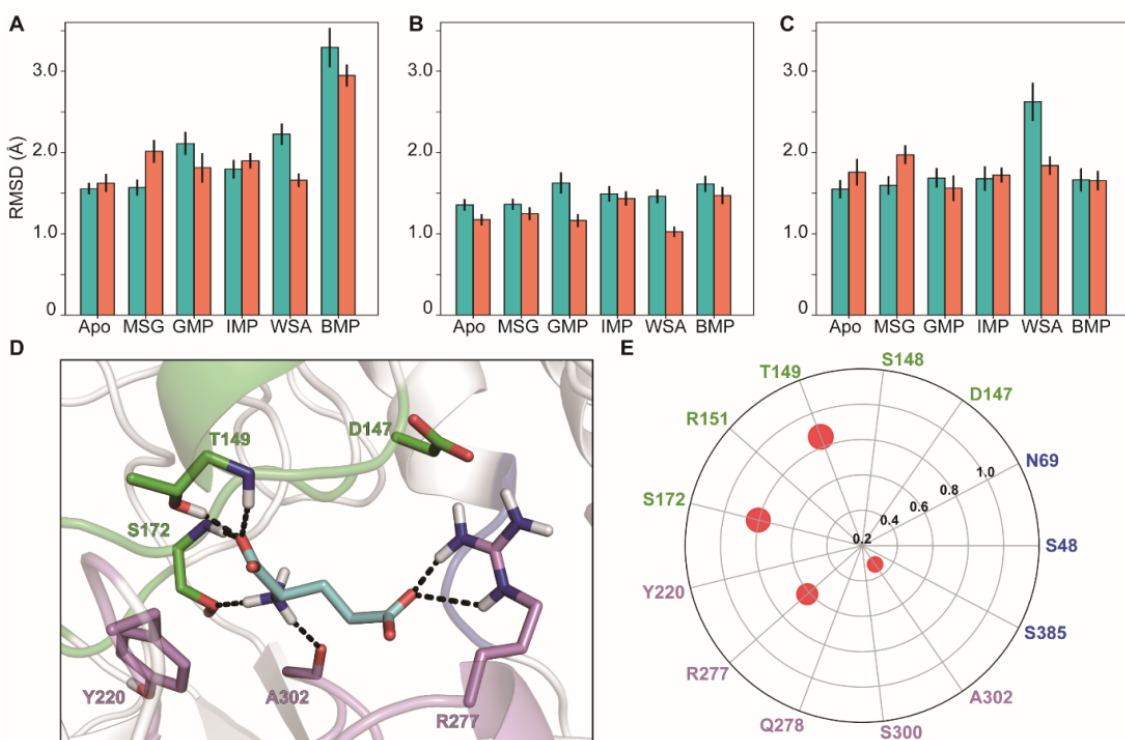 A
B
C
RMSD (Å)
3.0
2.0
1.0
0
Apo MSG GMP IMP WSA BMP
3.0
2.0
1.0
0
Apo MSG GMP IMP WSA BMP
3.0
2.0
1.0
0
Apo MSG GMP IMP WSA BMP
D
T149
D147
S172
Y220
A302
R277
E
S148
T149
D147
R151
N69
1.0
0.8
0.6
0.4
0.2
S172
S48
Y220
S385
R277
A302
Q278
S300